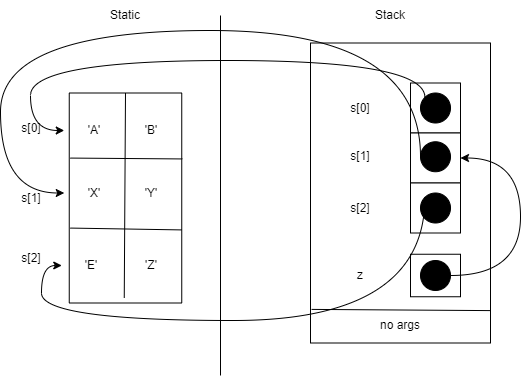 Static
Stack
s[0]
s[0]
'A'
'B'
s[1]
s[1]
'X'
'Y'
s[2]
s[2]
'E'
'Z'
z
no args